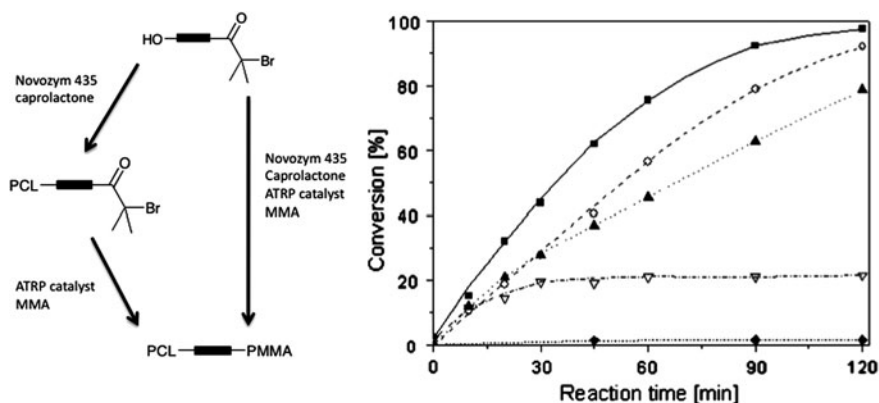 HO
O
Br
Novozym 435
caprolactone
PCL
O
Br
Novozym 435
Caprolactone
ATRP catalyst
MMA
ATRP catalyst
MMA
PCL
PMMA
Conversion [%]
100
80
60
40
20
0
0 30 60 90 120
Reaction time [min]